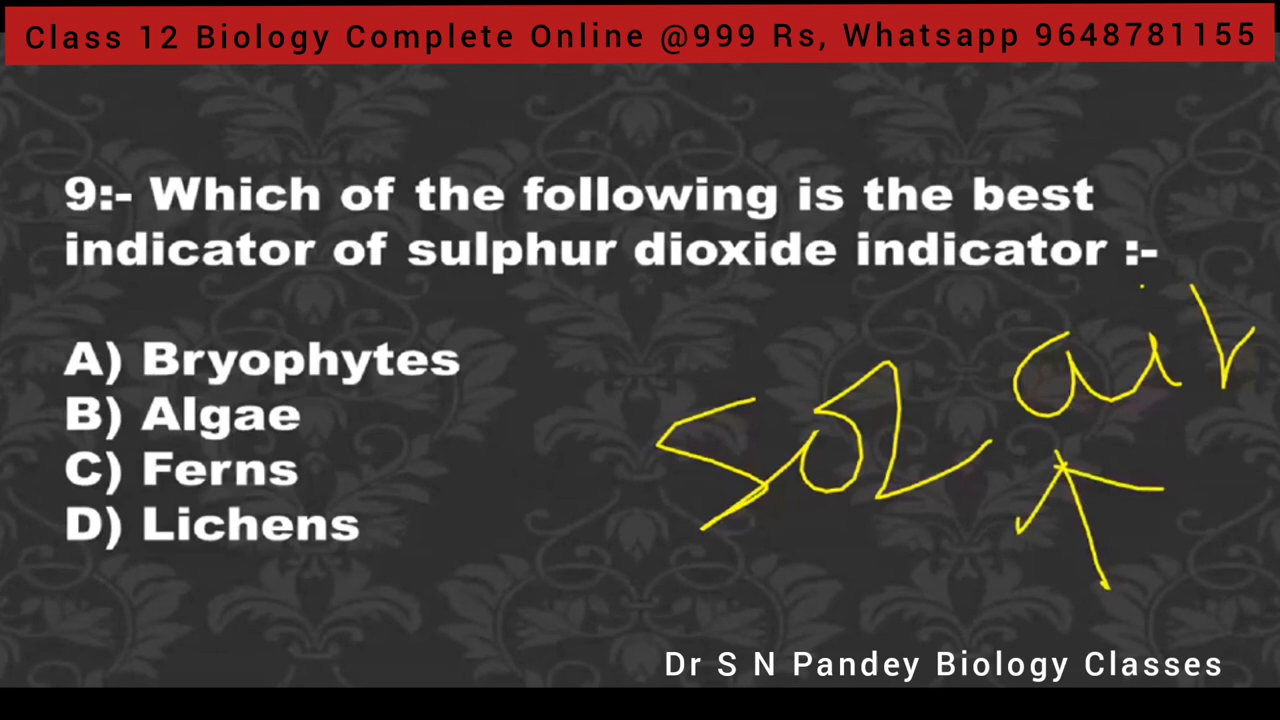 Class 12 Biology Complete Online @999 Rs, Whatsapp 9648781155
9:- Which of the following is the best
indicator of sulphur dioxide indicator :-
A) Bryophytes
B) Algae
C) Ferns
D) Lichens
SO2 air
Dr S N Pandey Biology Classes